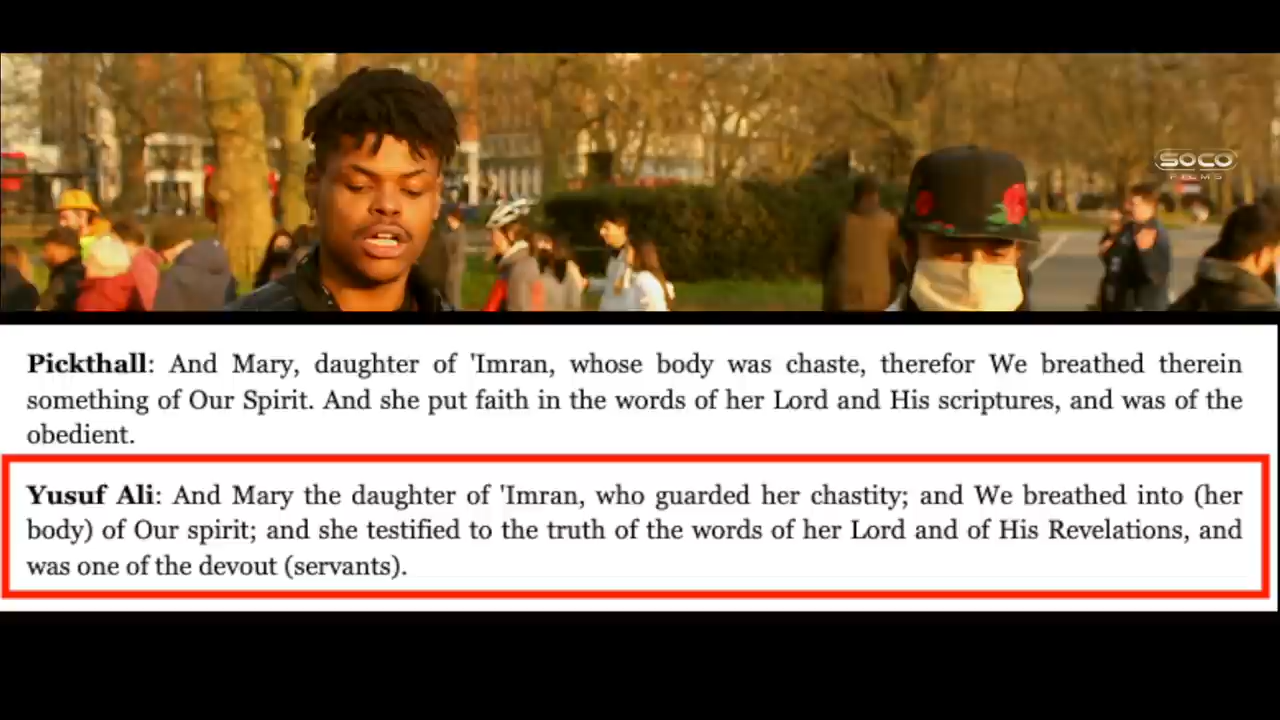 SOCO
FILMS
Pickthall: And Mary, daughter of 'Imran, whose body was chaste, therefor We breathed therein
something of Our Spirit. And she put faith in the words of her Lord and His scriptures, and was of the
obedient.
Yusuf Ali: And Mary the daughter of 'Imran, who guarded her chastity; and We breathed into (her
body) of Our spirit; and she testified to the truth of the words of her Lord and of His Revelations, and
was one of the devout (servants).